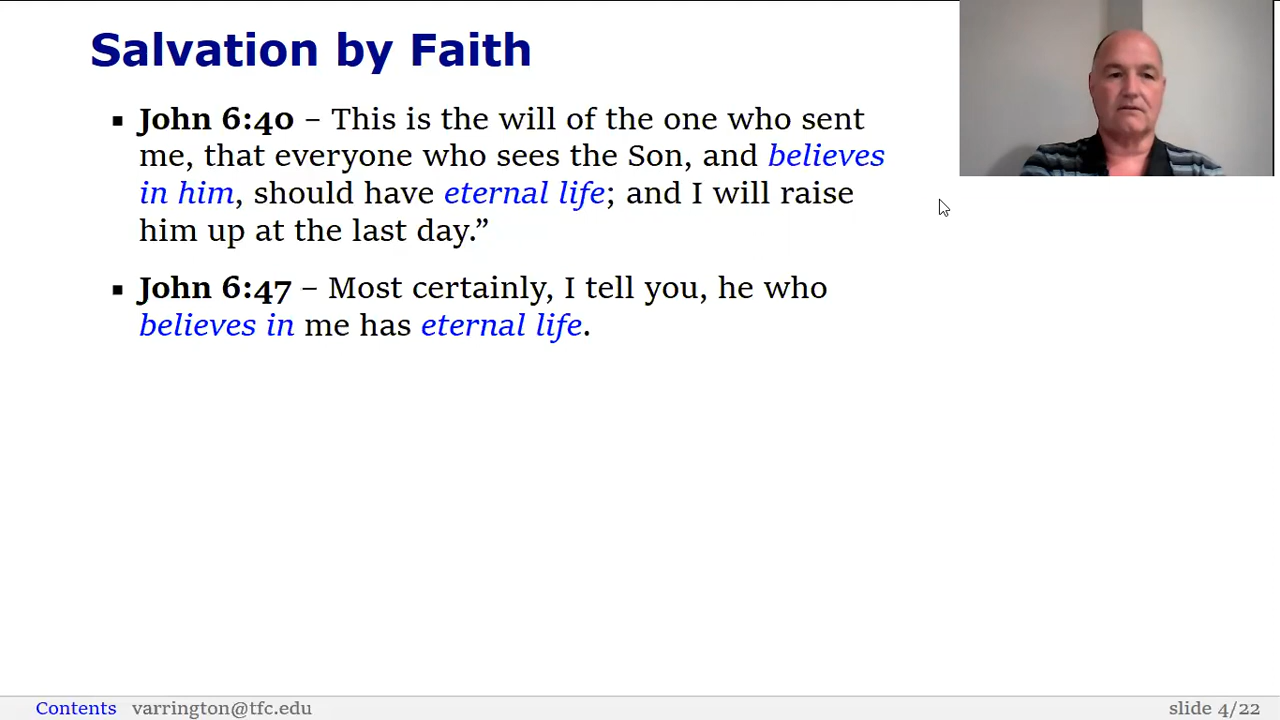 Salvation by Faith
▪ John 6:40 – This is the will of the one who sent
me, that everyone who sees the Son, and believes
in him, should have eternal life; and I will raise
him up at the last day.”
▪ John 6:47 – Most certainly, I tell you, he who
believes in me has eternal life.
Contents varrington@tfc.edu slide 4/22